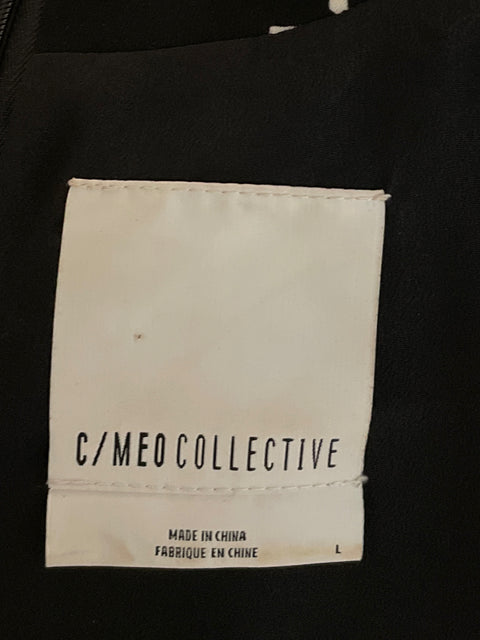 C/MEO COLLECTIVE
MADE IN CHINA
FABRIQUE EN CHINE L